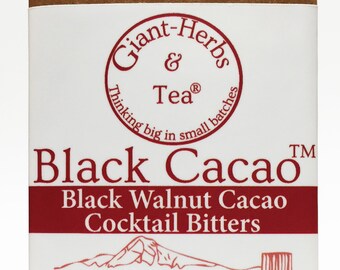 Giant-Herbs
&
Tea®
Thinking big in small batches
Black Cacao™
Black Walnut Cacao
Cocktail Bitters